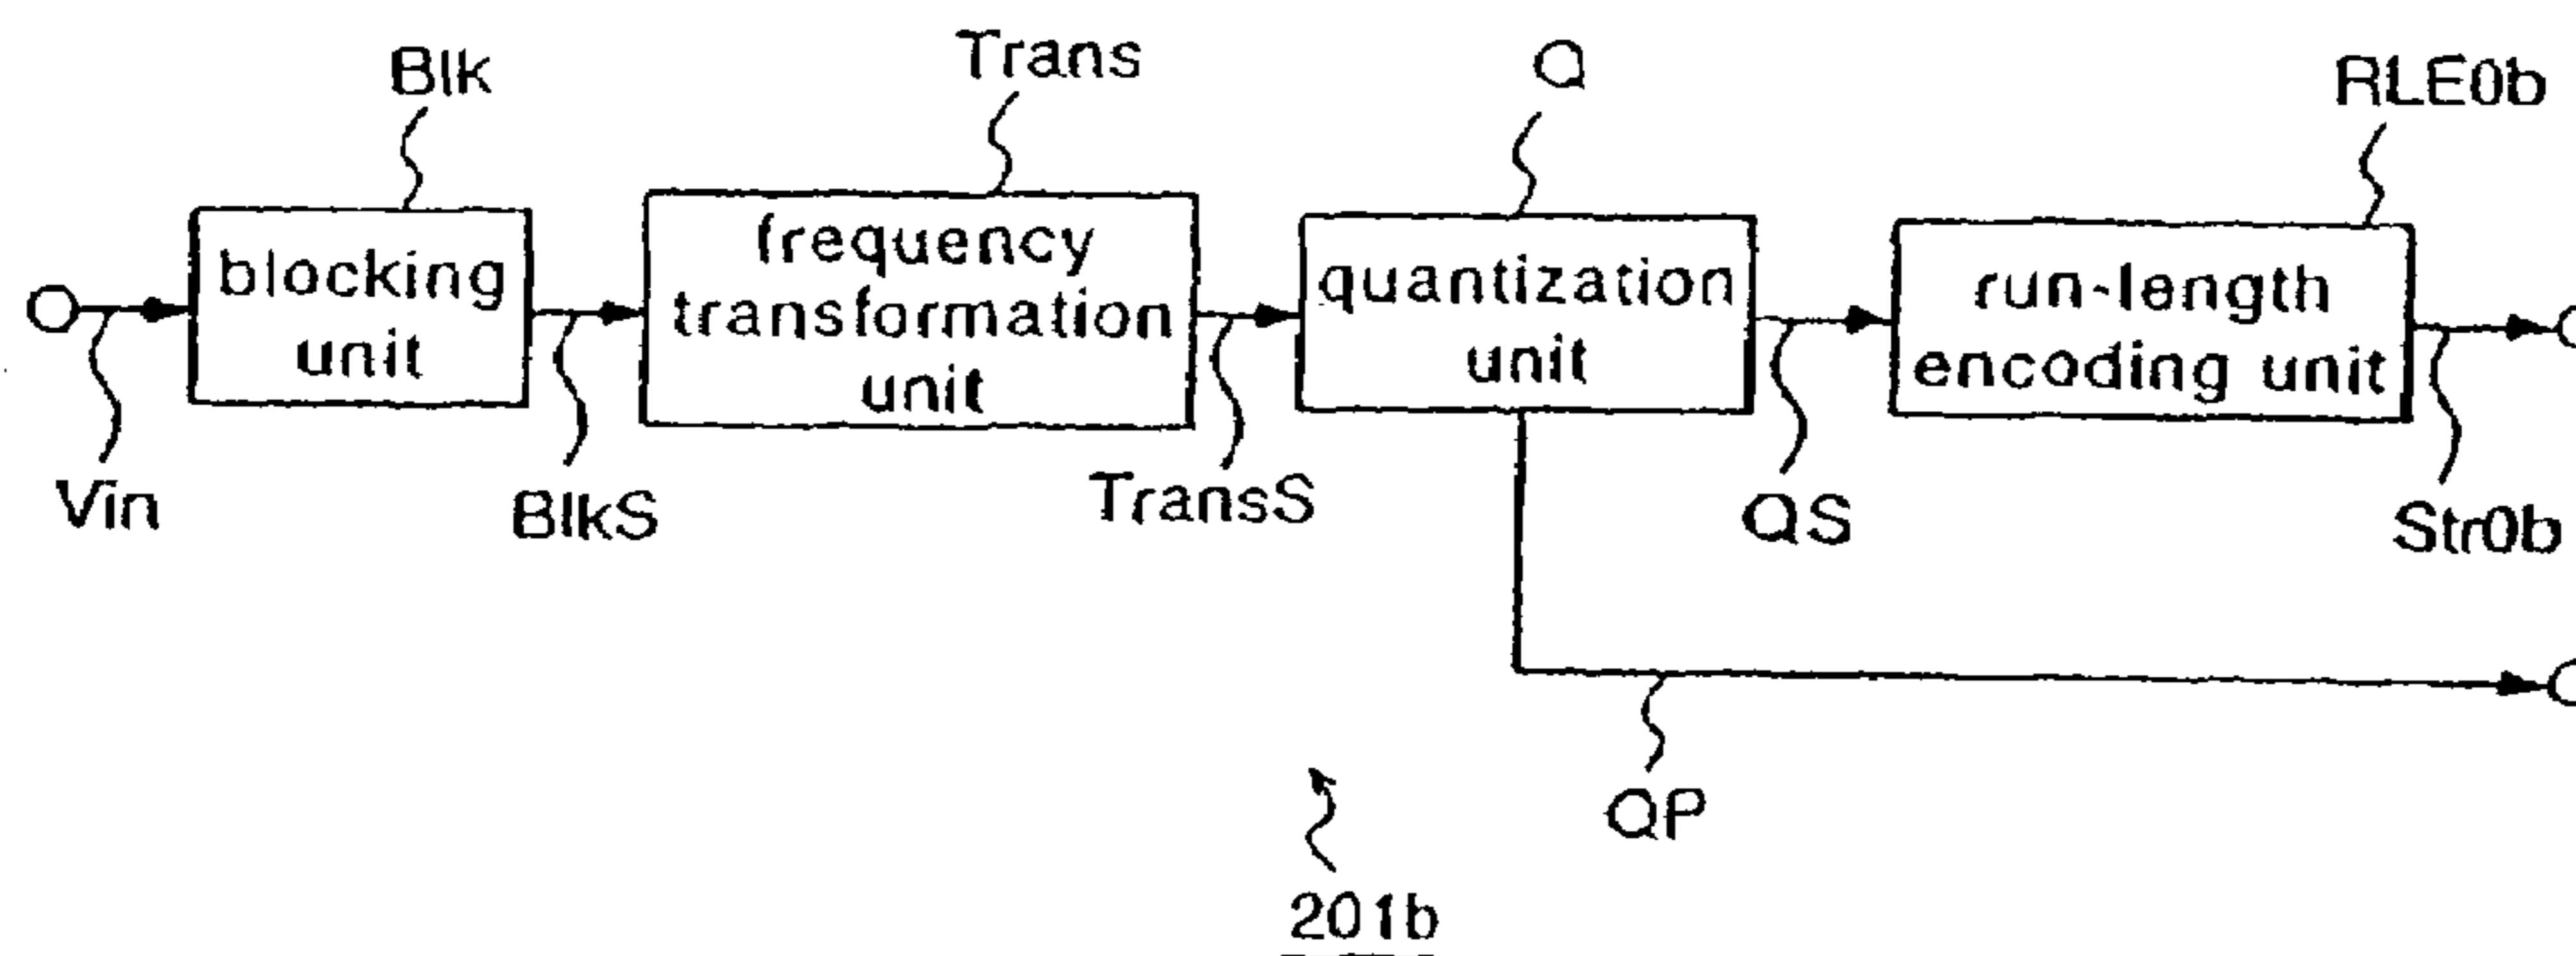 Blk
Trans
Q
RLE0b
blocking
unit
frequency
transformation
unit
quantization
unit
run-length
encoding unit
Vin
BlkS
TransS
QS
Str0b
QP
201b